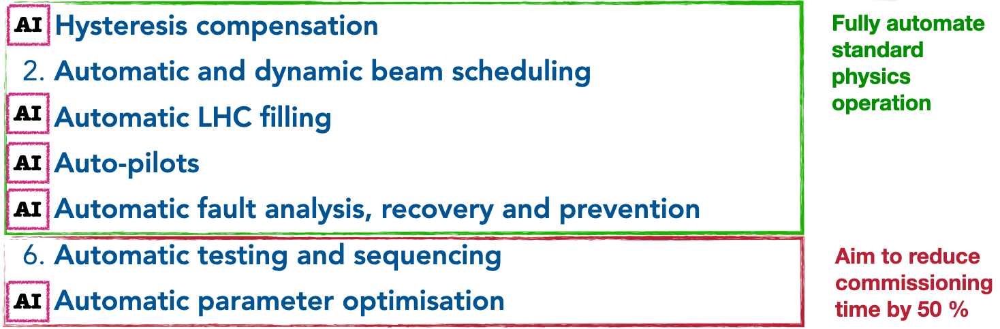 AI Hysteresis compensation
2. Automatic and dynamic beam scheduling
AI Automatic LHC filling
AI Auto-pilots
AI Automatic fault analysis, recovery and prevention
Fully automate
standard
physics
operation
6. Automatic testing and sequencing
AI Automatic parameter optimisation
Aim to reduce
commissioning
time by 50 %